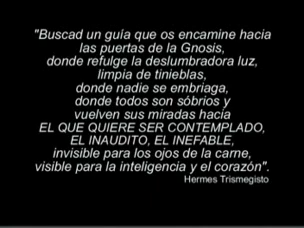 "Buscad un guía que os encamine hacia
las puertas de la Gnosis,
donde refulge la deslumbradora luz,
limpia de tinieblas,
donde nadie se embriaga,
donde todos son sóbrios y
vuelven sus miradas hacia
EL QUE QUIERE SER CONTEMPLADO,
EL INAUDITO, EL INEFABLE,
invisible para los ojos de la carne,
visible para la inteligencia y el corazón".
Hermes Trismegisto